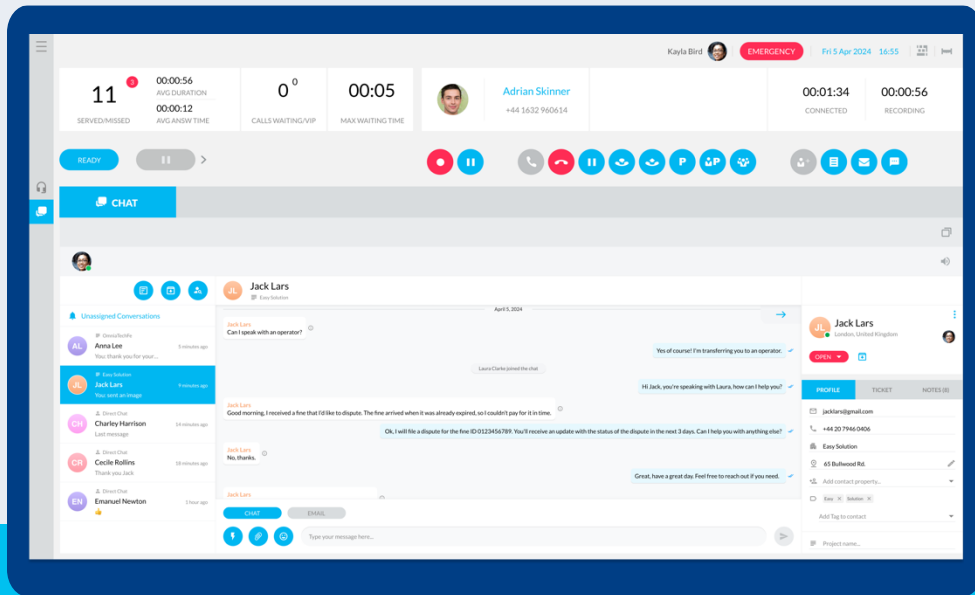 Kayla Bird
EMERGENCY
Fri 5 Apr 2024 16:55
11 3
SERVED/MISSED
00:00:56
AVG DURATION
00:00:12
AVG ANSW TIME
0 0
CALLS WAITING/VIP
00:05
MAX WAITING TIME
Adrian Skinner
+44 1632 960614
00:01:34
CONNECTED
00:00:56
RECORDING
READY
P
P
CHAT
Unassigned Conversations
AL
Anna Lee
5 minutes ago
You thank you for your...
Easy Solution
JL
Jack Lars
9 minutes ago
You sent an image
Direct Chat
CH
Charley Harrison
14 minutes ago
Last message
Direct Chat
CR
Cecile Rollins
18 minutes ago
Thank you Jack
Direct Chat
EN
Emanuel Newton
1 hour ago
JL
Jack Lars
Easy Solution
April 5, 2024
Jack Lars
Can I speak with an operator?
Yes of course! I'm transferring you to an operator.
Laura Clarke joined the chat
Hi Jack, you're speaking with Laura, how can I help you?
Jack Lars
Good morning, I received a fine that I'd like to dispute. The fine arrived when it was already expired, so I couldn't pay for it in time.
Ok, I will file a dispute for the fine ID 0123456789. You'll receive an update with the status of the dispute in the next 3 days. Can I help you with anything else?
Jack Lars
No, thanks.
Great, have a great day. Feel free to reach out if you need.
Jack Lars
CHAT
EMAIL
Type your message here...
JL
Jack Lars
London, United Kingdom
OPEN
PROFILE
TICKET
NOTES (8)
jacklars@gmail.com
+44 20 7946 0406
Easy Solution
65 Bullwood Rd.
Add contact property...
Easy ×
Solution ×
Add Tag to contact
Project name...